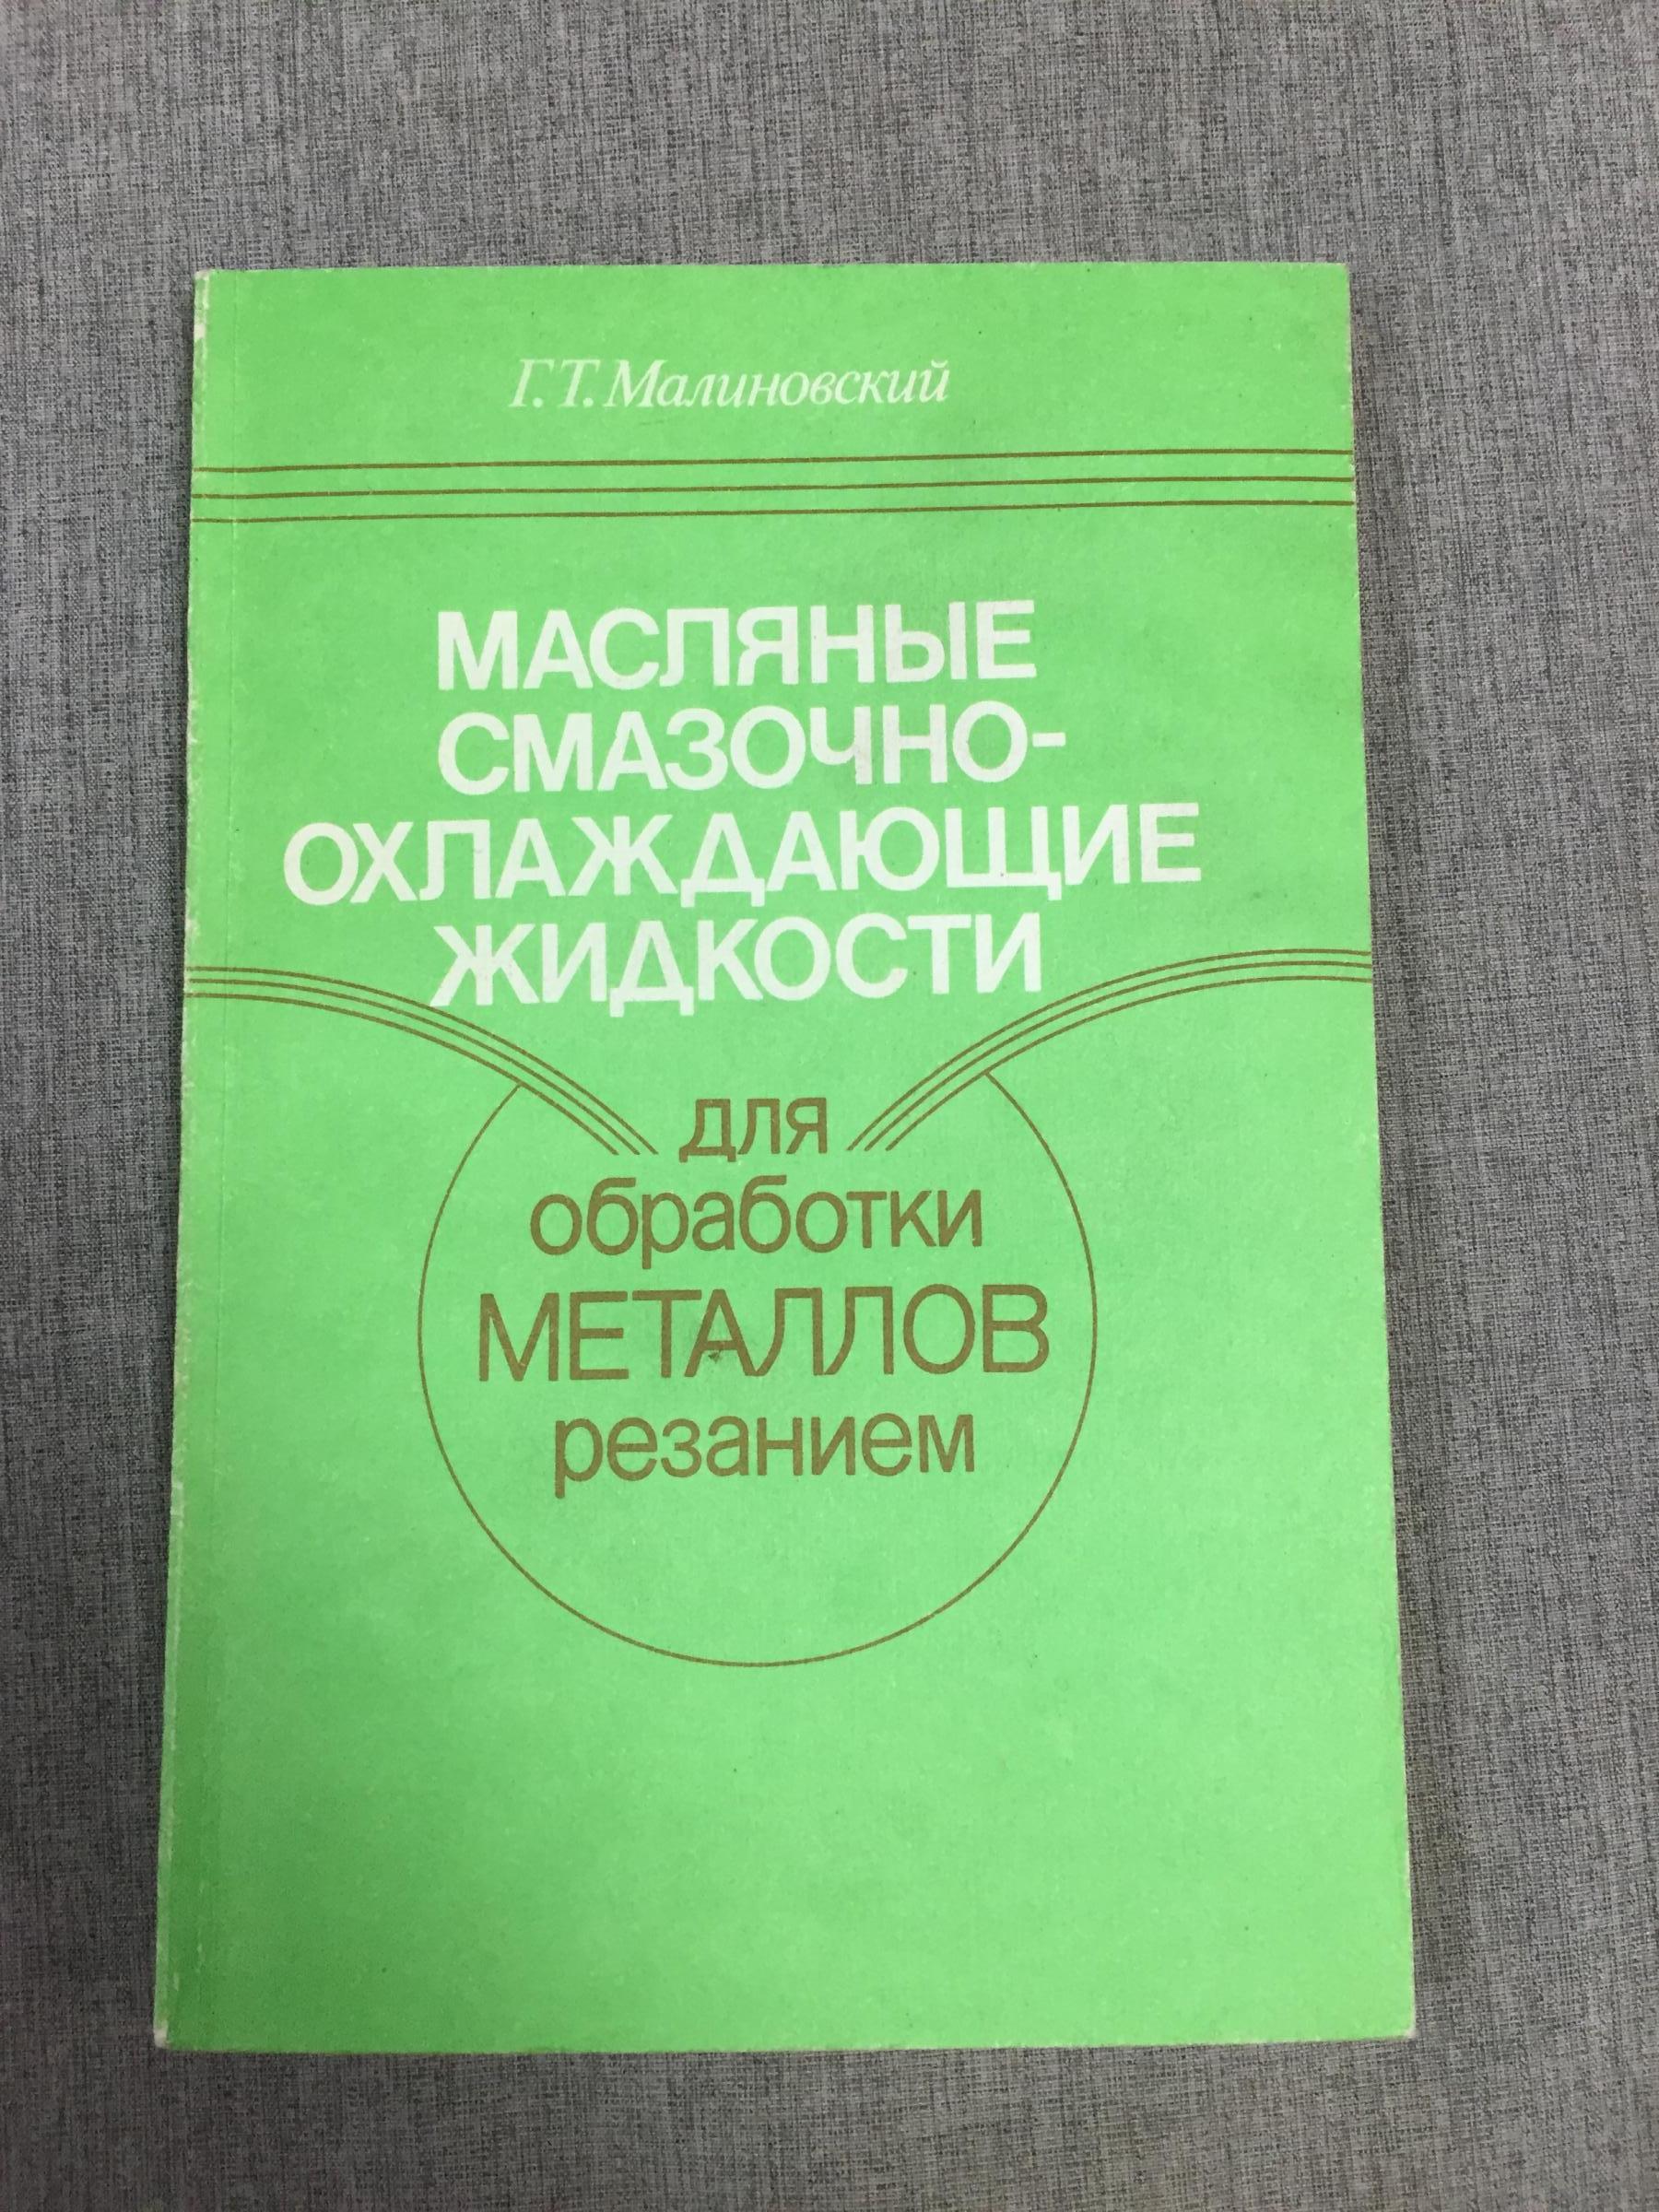 Г. Т. Малиновский
МАСЛЯНЫЕ
СМАЗОЧНО-
ОХЛАЖДАЮЩИЕ
ЖИДКОСТИ
для
обработки
МЕТАЛЛОВ
резанием